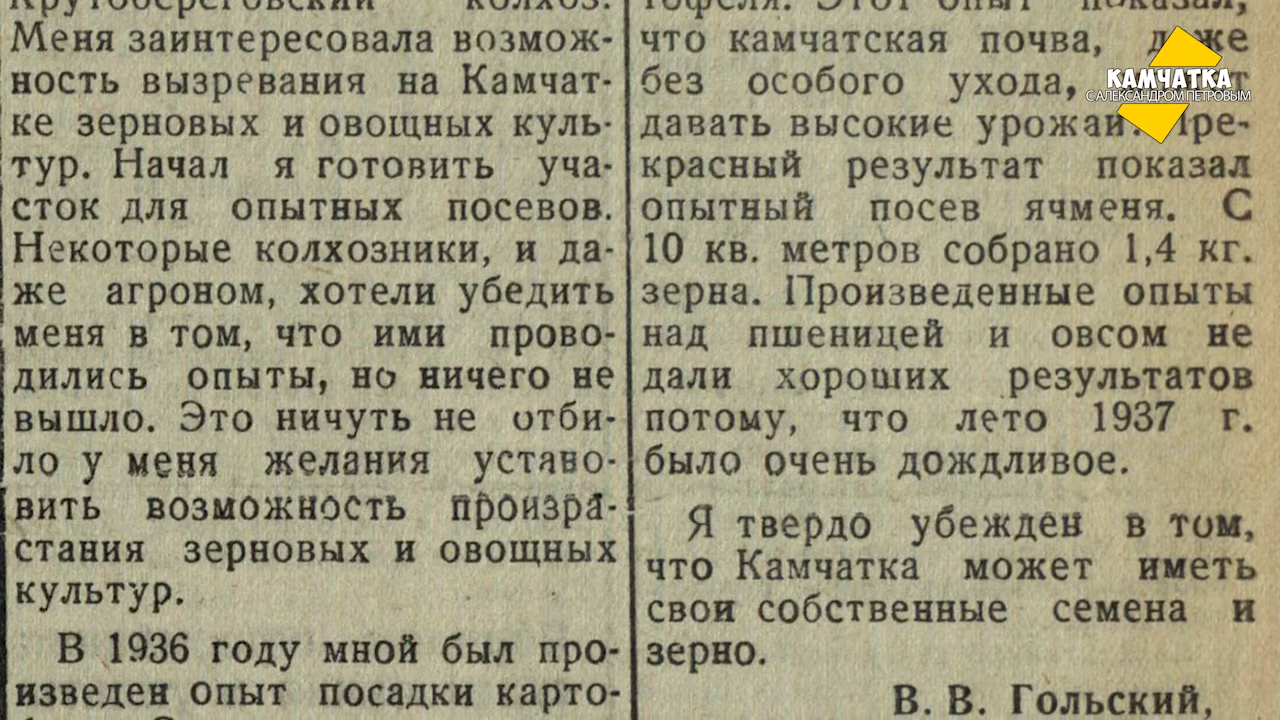 Крутобереговский колхоз.
Меня заинтересовала возмож-
ность вызревания на Камчат-
ке зерновых и овощных куль-
тур. Начал я готовить уча-
сток для опытных посевов.
Некоторые колхозники, и да-
же агроном, хотели убедить
меня в том, что ими прово-
дились опыты, но ничего не
вышло. Это ничуть не отби-
ло у меня желания устано-
вить возможность произра-
стания зерновых и овощных
культур.
В 1936 году мной был про-
изведен опыт посадки карто-
тофеля. Этот опыт показал,
что камчатская почва, даже
без особого ухода,
давать высокие урожаи. Пре-
красный результат показал
опытный посев ячменя. С
10 кв. метров собрано 1,4 кг.
зерна. Произведенные опыты
над пшеницей и овсом не
дали хороших результатов
потому, что лето 1937 г.
было очень дождливое.
Я твердо убежден в том,
что Камчатка может иметь
свои собственные семена и
зерно.
В. В. Гольский,
КАМЧАТКА
С АЛЕКСАНДРОМ ПЕТРОВЫМ